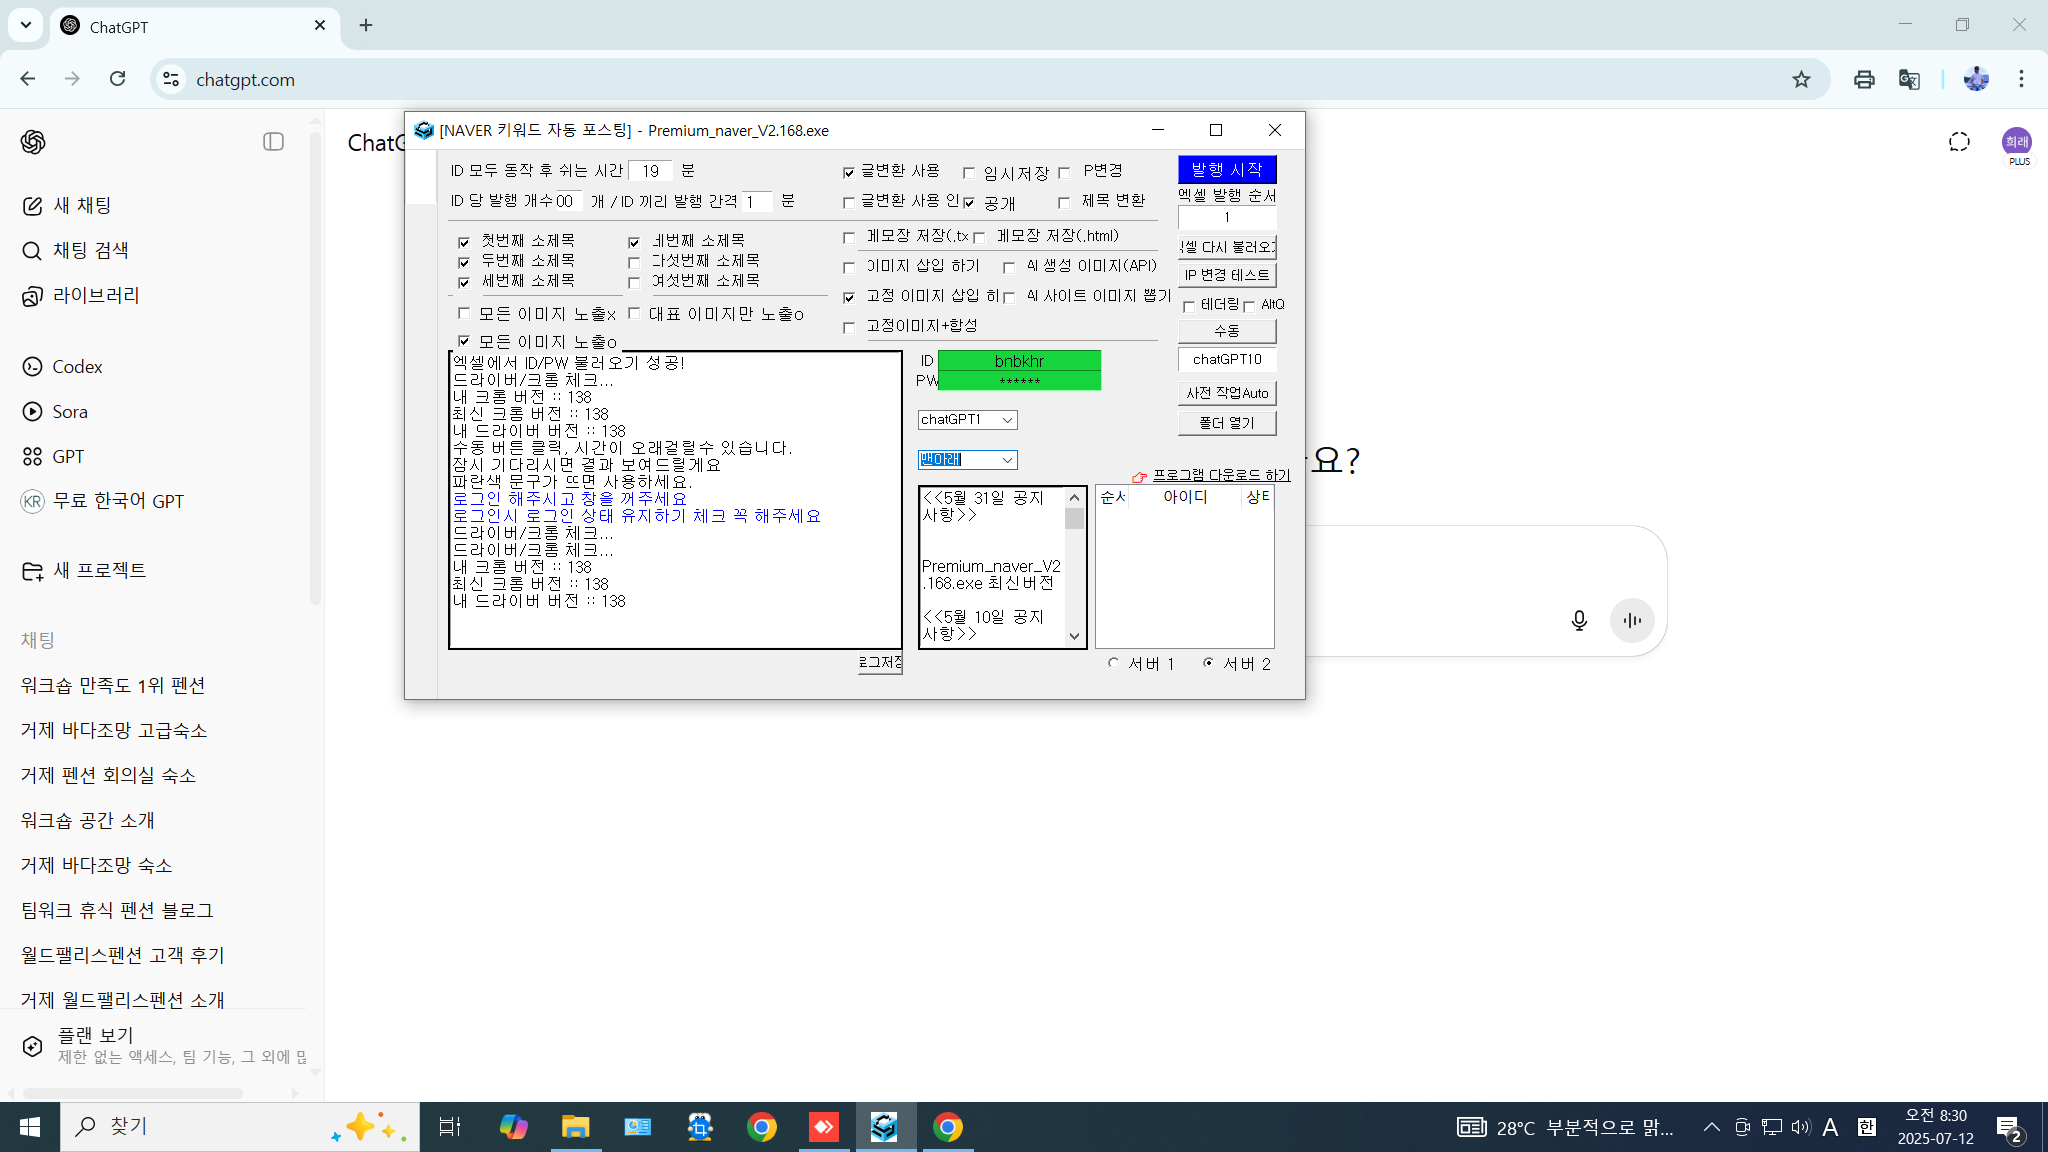 ChatGPT
chatgpt.com
새 채팅
채팅 검색
라이브러리
Codex
Sora
GPT
KR 무료 한국어 GPT
새 프로젝트
채팅
워크숍 만족도 1위 펜션
거제 바다조망 고급숙소
거제 펜션 회의실 숙소
워크숍 공간 소개
거제 바다조망 숙소
팀워크 휴식 펜션 블로그
월드팰리스펜션 고객 후기
거제 월드팰리스펜션 소개
플랜 보기
제한 없는 액세스, 팀 기능, 그 외에
희래
PLUS
요?
[NAVER 키워드 자동 포스팅] - Premium_naver_V2.168.exe
ID 모두 동작 후 쉬는 시간 19 분
ID 당 발행 개수 00 개 / ID 끼리 발행 간격 1 분
첫번째 소제목
네번째 소제목
두번째 소제목
다섯번째 소제목
세번째 소제목
여섯번째 소제목
모든 이미지 노출x
대표 이미지만 노출o
모든 이미지 노출o
글변환 사용
임시저장
P변경
글변환 사용 인
공개
제목 변환
메모장 저장(.tx
메모장 저장(.html)
이미지 삽입 하기
AI 생성 이미지(API)
고정 이미지 삽입 하
AI 사이트 이미지 뽑기
고정이미지+합성
발행 시작
엑셀 발행 순서
1
셀 다시 불러오
IP 변경 테스트
테더링
AltQ
수동
chatGPT10
사전 작업Auto
폴더 열기
엑셀에서 ID/PW 불러오기 성공!
드라이버/크롬 체크...
내 크롬 버전 :: 138
최신 크롬 버전 :: 138
내 드라이버 버전 :: 138
수동 버튼 클릭, 시간이 오래걸릴수 있습니다.
잠시 기다리시면 결과 보여드릴게요
파란색 문구가 뜨면 사용하세요.
로그인 해주시고 창을 꺼주세요
로그인시 로그인 상태 유지하기 체크 꼭 해주세요
드라이버/크롬 체크...
드라이버/크롬 체크...
내 크롬 버전 :: 138
최신 크롬 버전 :: 138
내 드라이버 버전 :: 138
로그저장
ID bnbkhr
PW ******
chatGPT1
맨아래
프로그램 다운로드 하기
<<5월 31일 공지
사항>>
Premium_naver_V2
.168.exe 최신버전
<<5월 10일 공지
사항>>
순서 아이디 상태
서버 1
서버 2
찾기
28°C 부분적으로 맑...
A
한
오전 8:30
2025-07-12
2